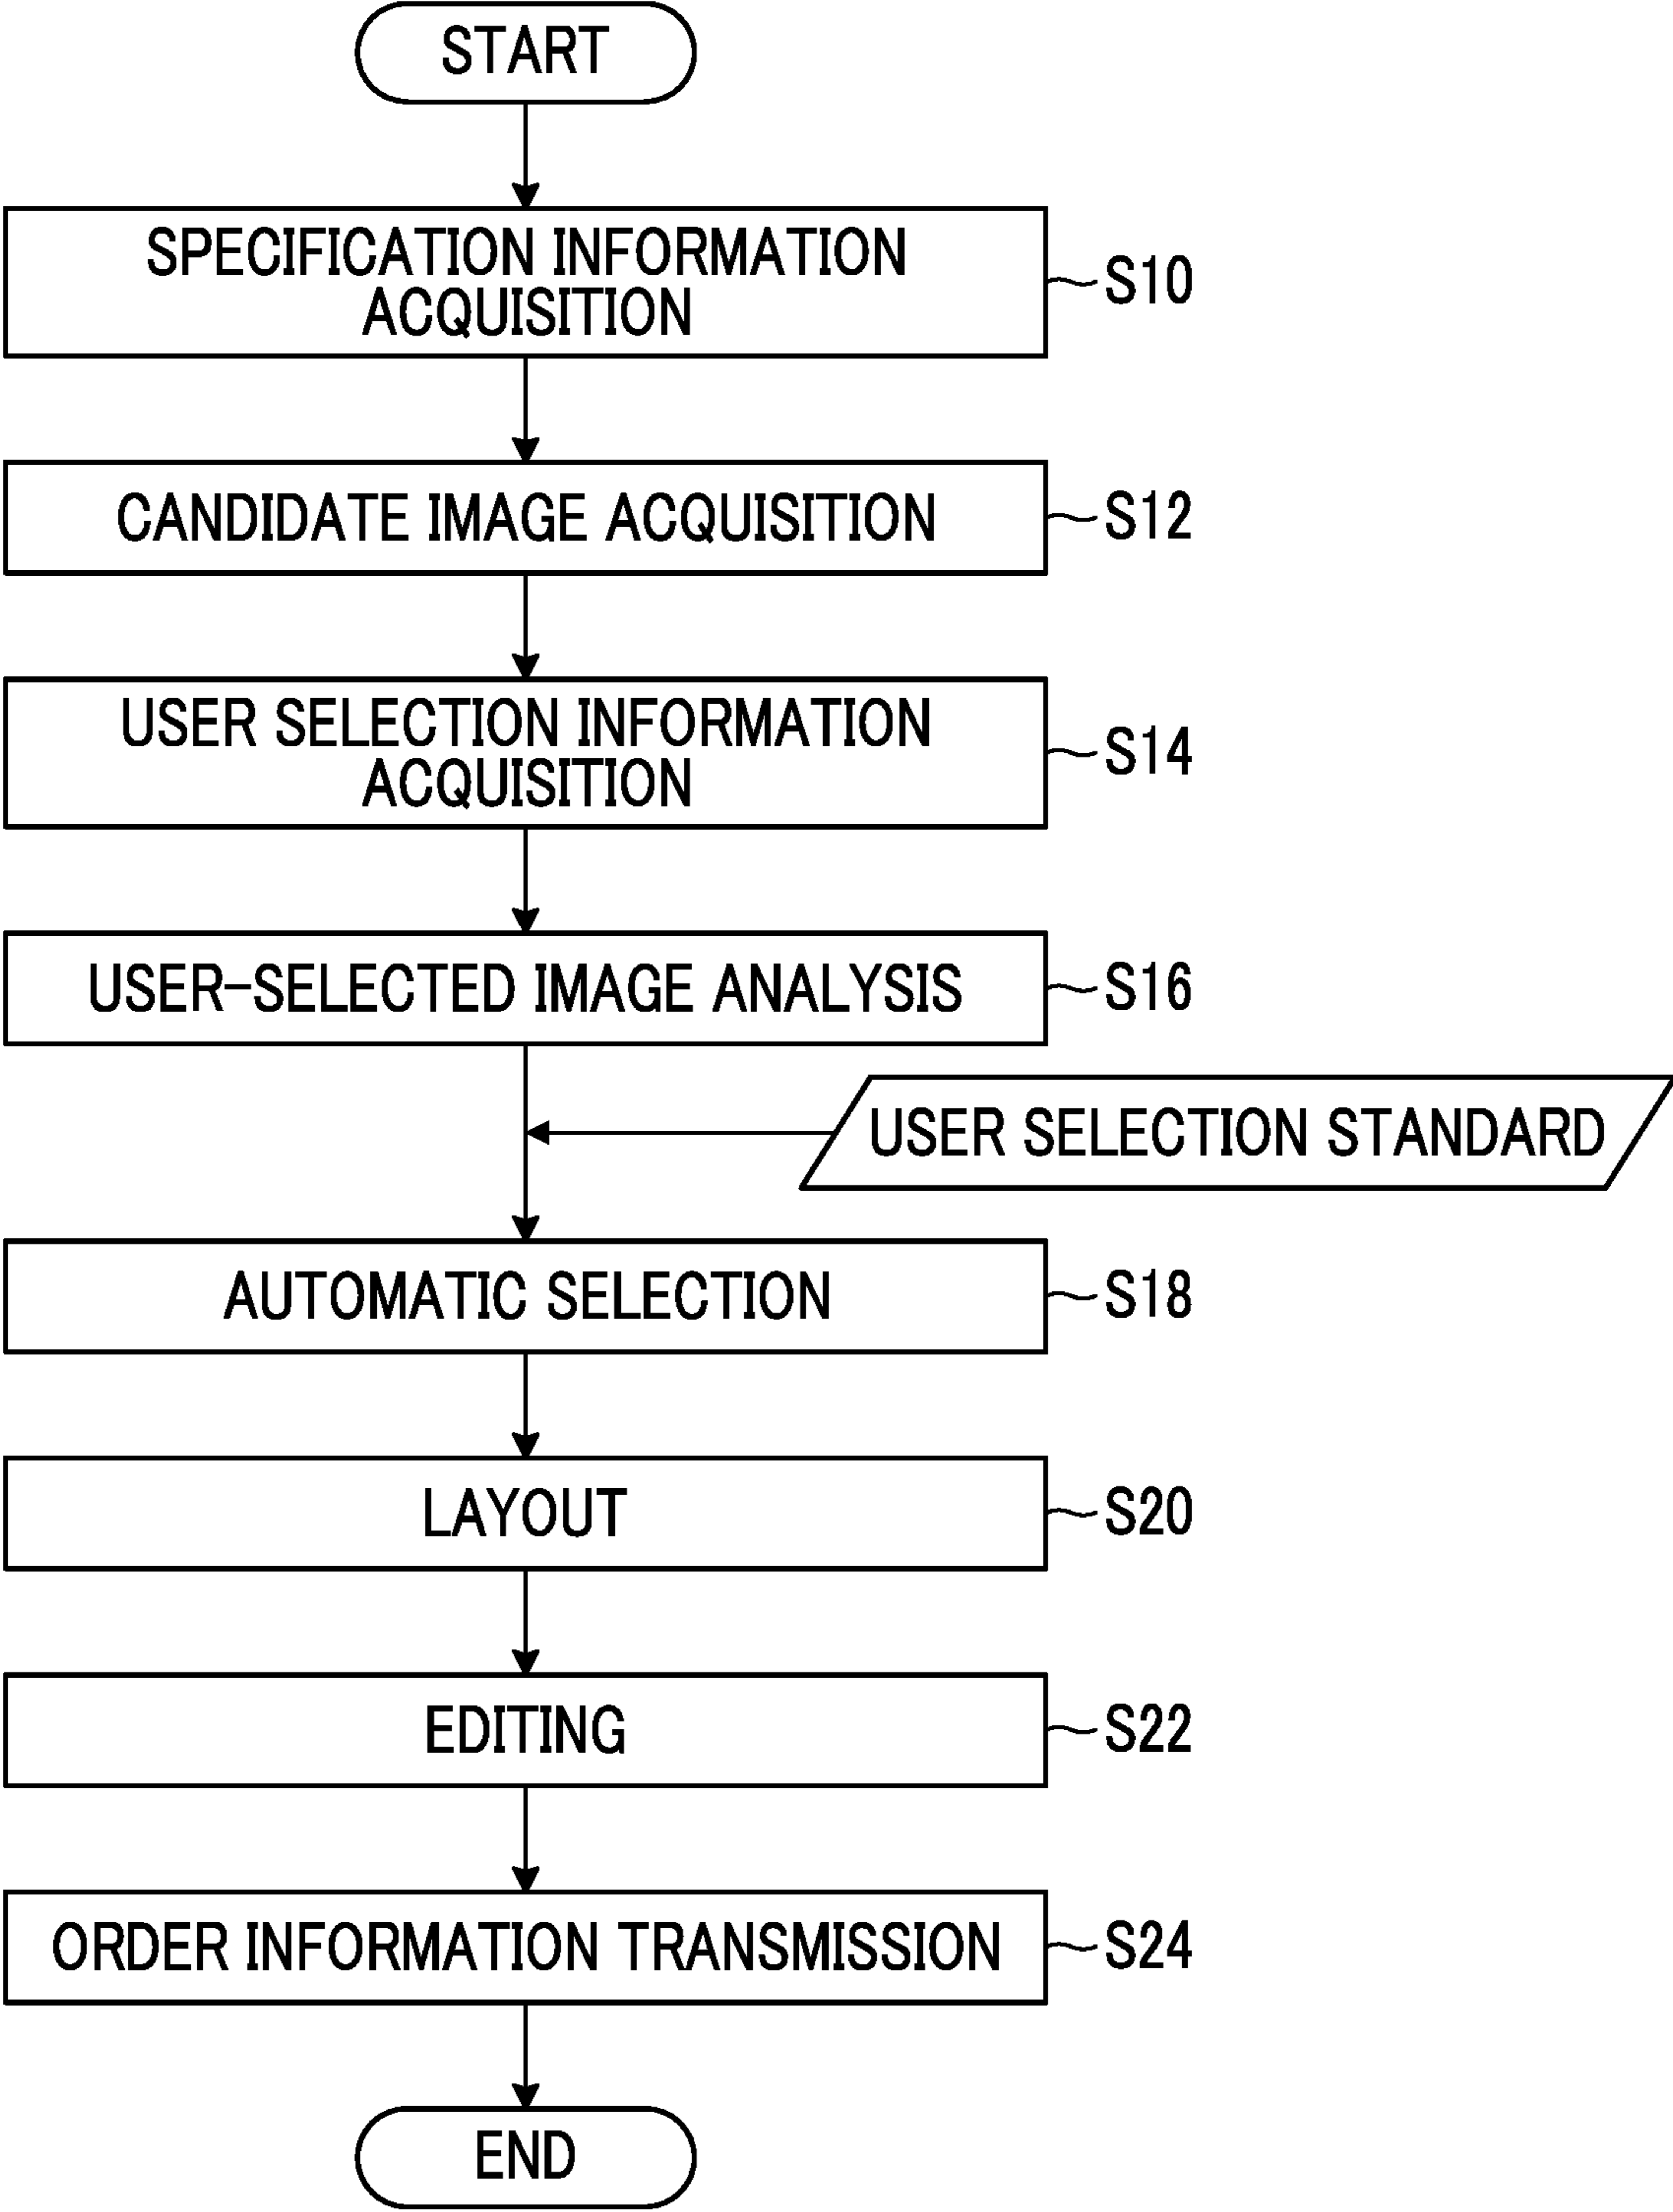 START
SPECIFICATION INFORMATION
ACQUISITION
S10
CANDIDATE IMAGE ACQUISITION
S12
USER SELECTION INFORMATION
ACQUISITION
S14
USER-SELECTED IMAGE ANALYSIS
S16
USER SELECTION STANDARD
AUTOMATIC SELECTION
S18
LAYOUT
S20
EDITING
S22
ORDER INFORMATION TRANSMISSION
S24
END